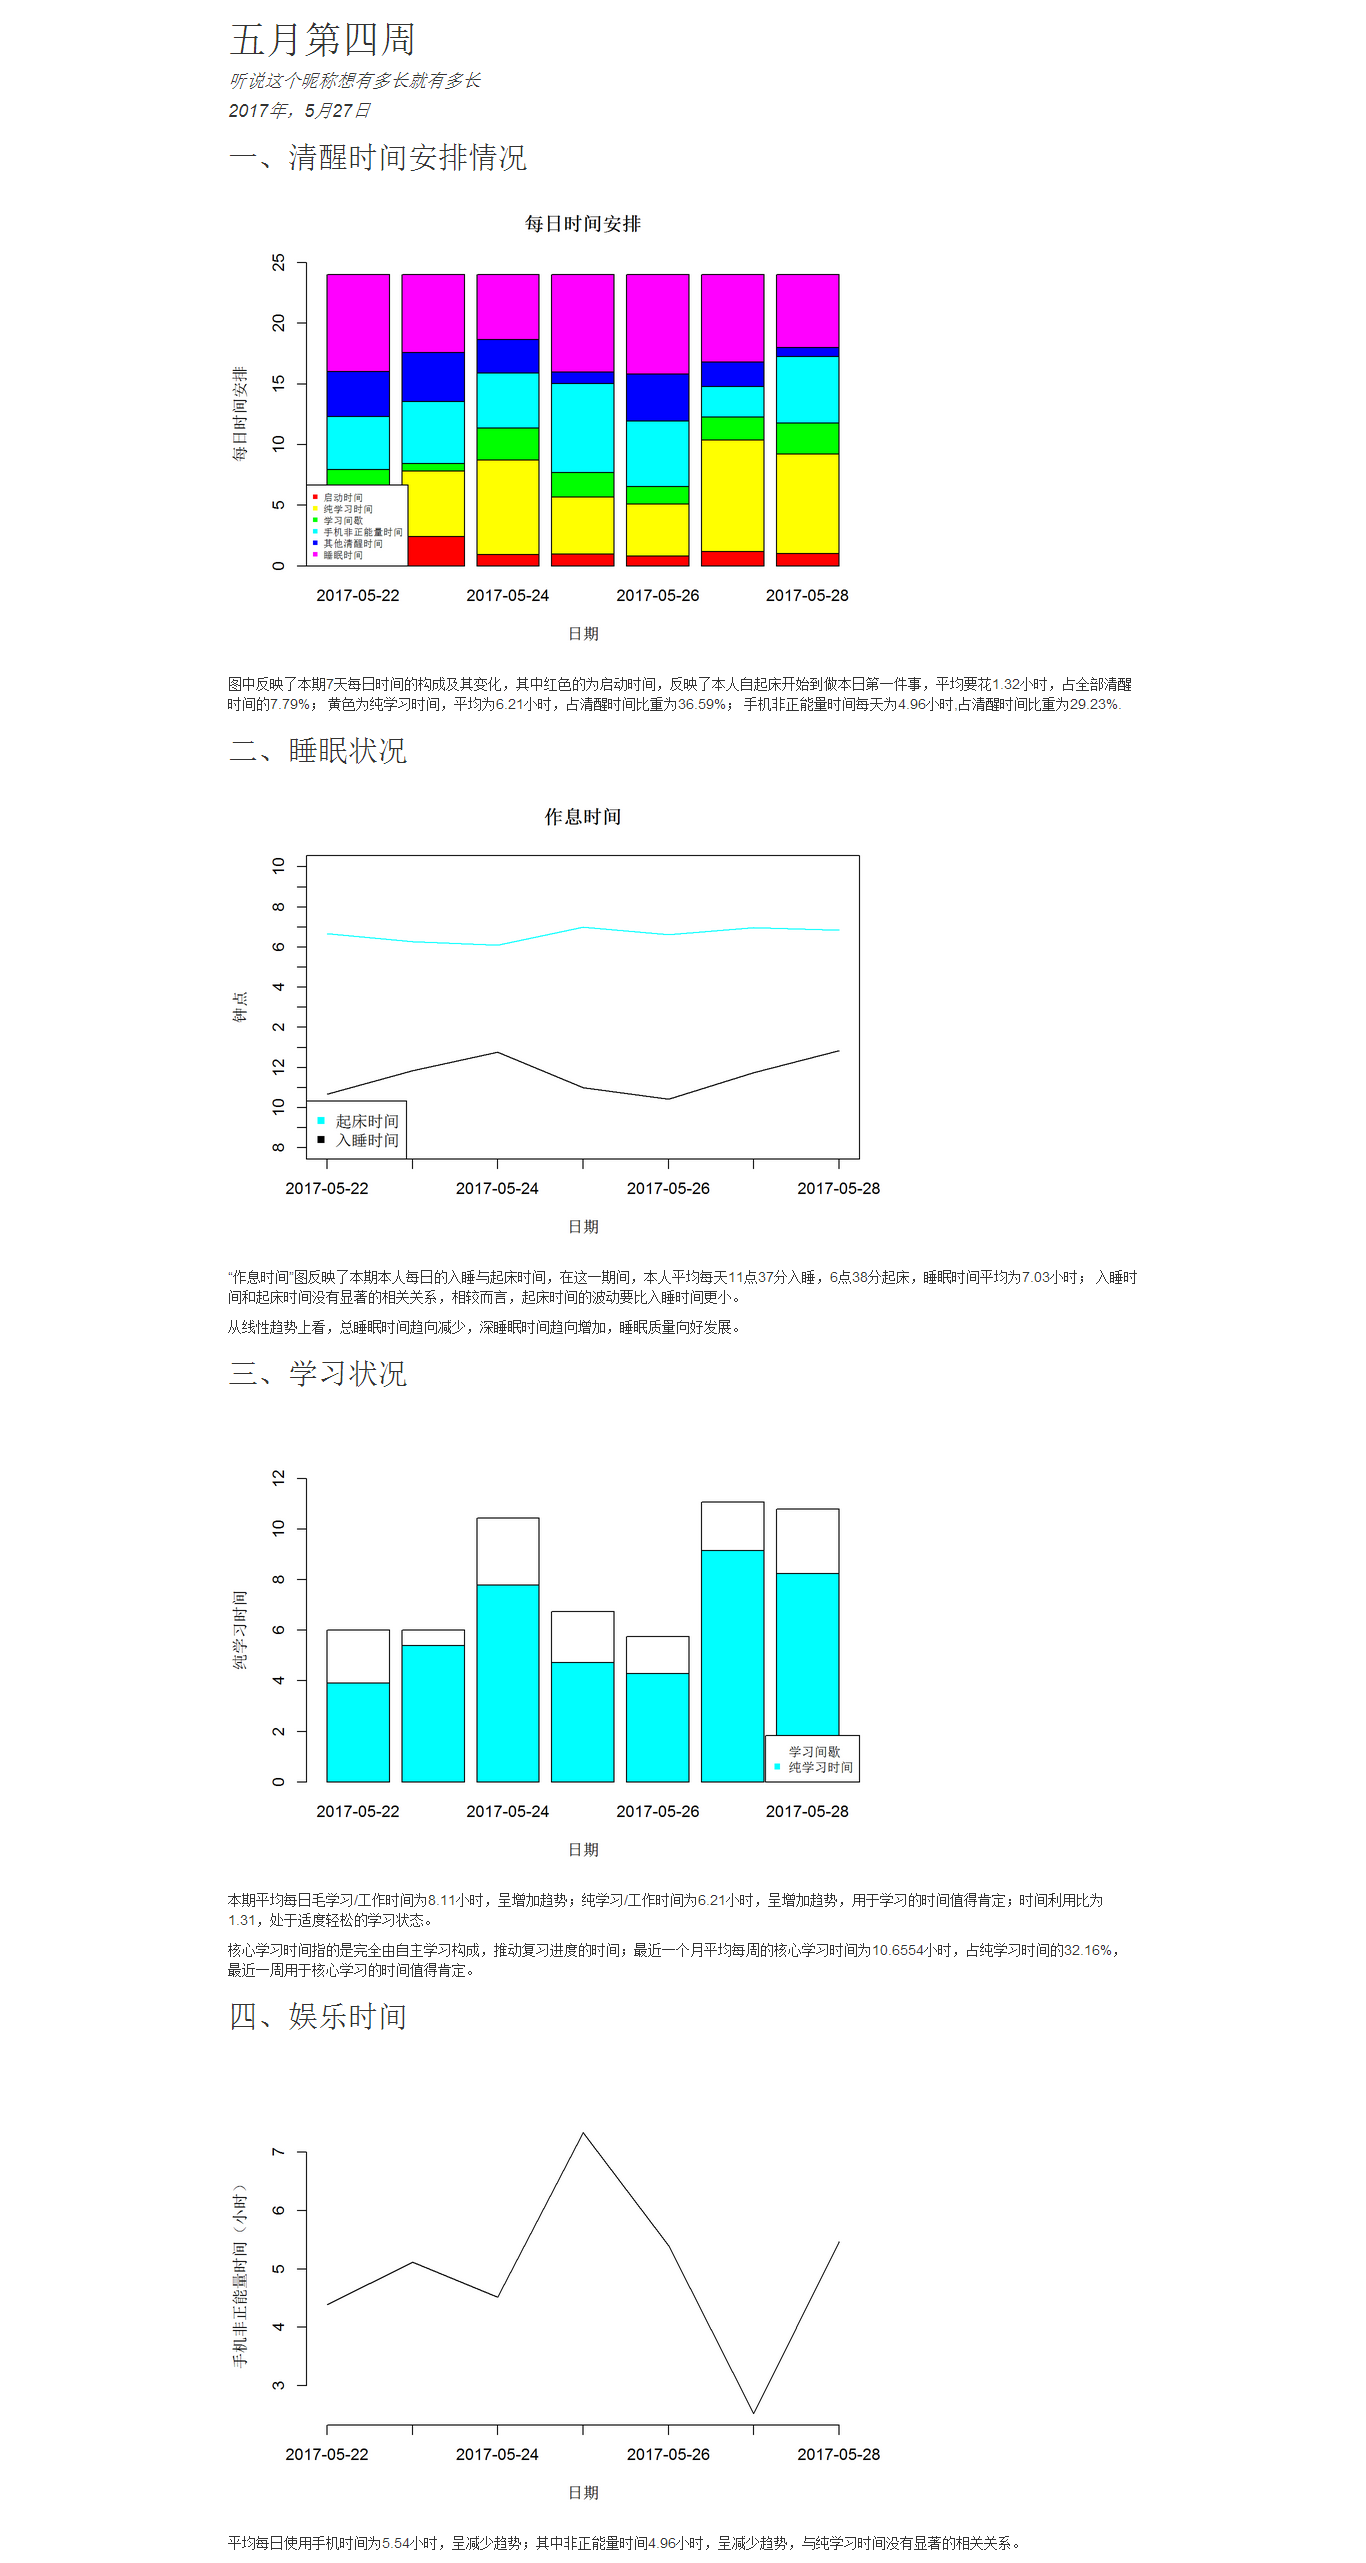 五月第四周
听说这个昵称想有多长就有多长
2017年，5月27日
一、清醒时间安排情况
每日时间安排
25
20
15
10
5
0
每日时间安排
启动时间
纯学习时间
学习间歇
手机非正能量时间
其他清醒时间
睡眠时间
2017-05-22 2017-05-24 2017-05-26 2017-05-28
日期
图中反映了本期7天每日时间的构成及其变化，其中红色的为启动时间，反映了本人自起床开始到做本日第一件事，平均要花1.32小时，占全部清醒
时间的7.79%； 黄色为纯学习时间，平均为6.21小时，占清醒时间比重为36.59%； 手机非正能量时间每天为4.96小时,占清醒时间比重为29.23%.
二、睡眠状况
作息时间
10
8
6
4
2
12
10
8
钟点
起床时间
入睡时间
2017-05-22 2017-05-24 2017-05-26 2017-05-28
日期
“作息时间”图反映了本期本人每日的入睡与起床时间，在这一期间，本人平均每天11点37分入睡，6点38分起床，睡眠时间平均为7.03小时； 入睡时
间和起床时间没有显著的相关关系，相较而言，起床时间的波动要比入睡时间更小。
从线性趋势上看，总睡眠时间趋向减少，深睡眠时间趋向增加，睡眠质量向好发展。
三、学习状况
12
10
8
6
4
2
0
纯学习时间
学习间歇
纯学习时间
2017-05-22 2017-05-24 2017-05-26 2017-05-28
日期
本期平均每日毛学习/工作时间为8.11小时，呈增加趋势；纯学习/工作时间为6.21小时，呈增加趋势，用于学习的时间值得肯定；时间利用比为
1.31，处于适度轻松的学习状态。
核心学习时间指的是完全由自主学习构成，推动复习进度的时间；最近一个月平均每周的核心学习时间为10.6554小时，占纯学习时间的32.16%，
最近一周用于核心学习的时间值得肯定。
四、娱乐时间
7
6
5
4
3
手机非正能量时间（小时）
2017-05-22 2017-05-24 2017-05-26 2017-05-28
日期
平均每日使用手机时间为5.54小时，呈减少趋势；其中非正能量时间4.96小时，呈减少趋势，与纯学习时间没有显著的相关关系。